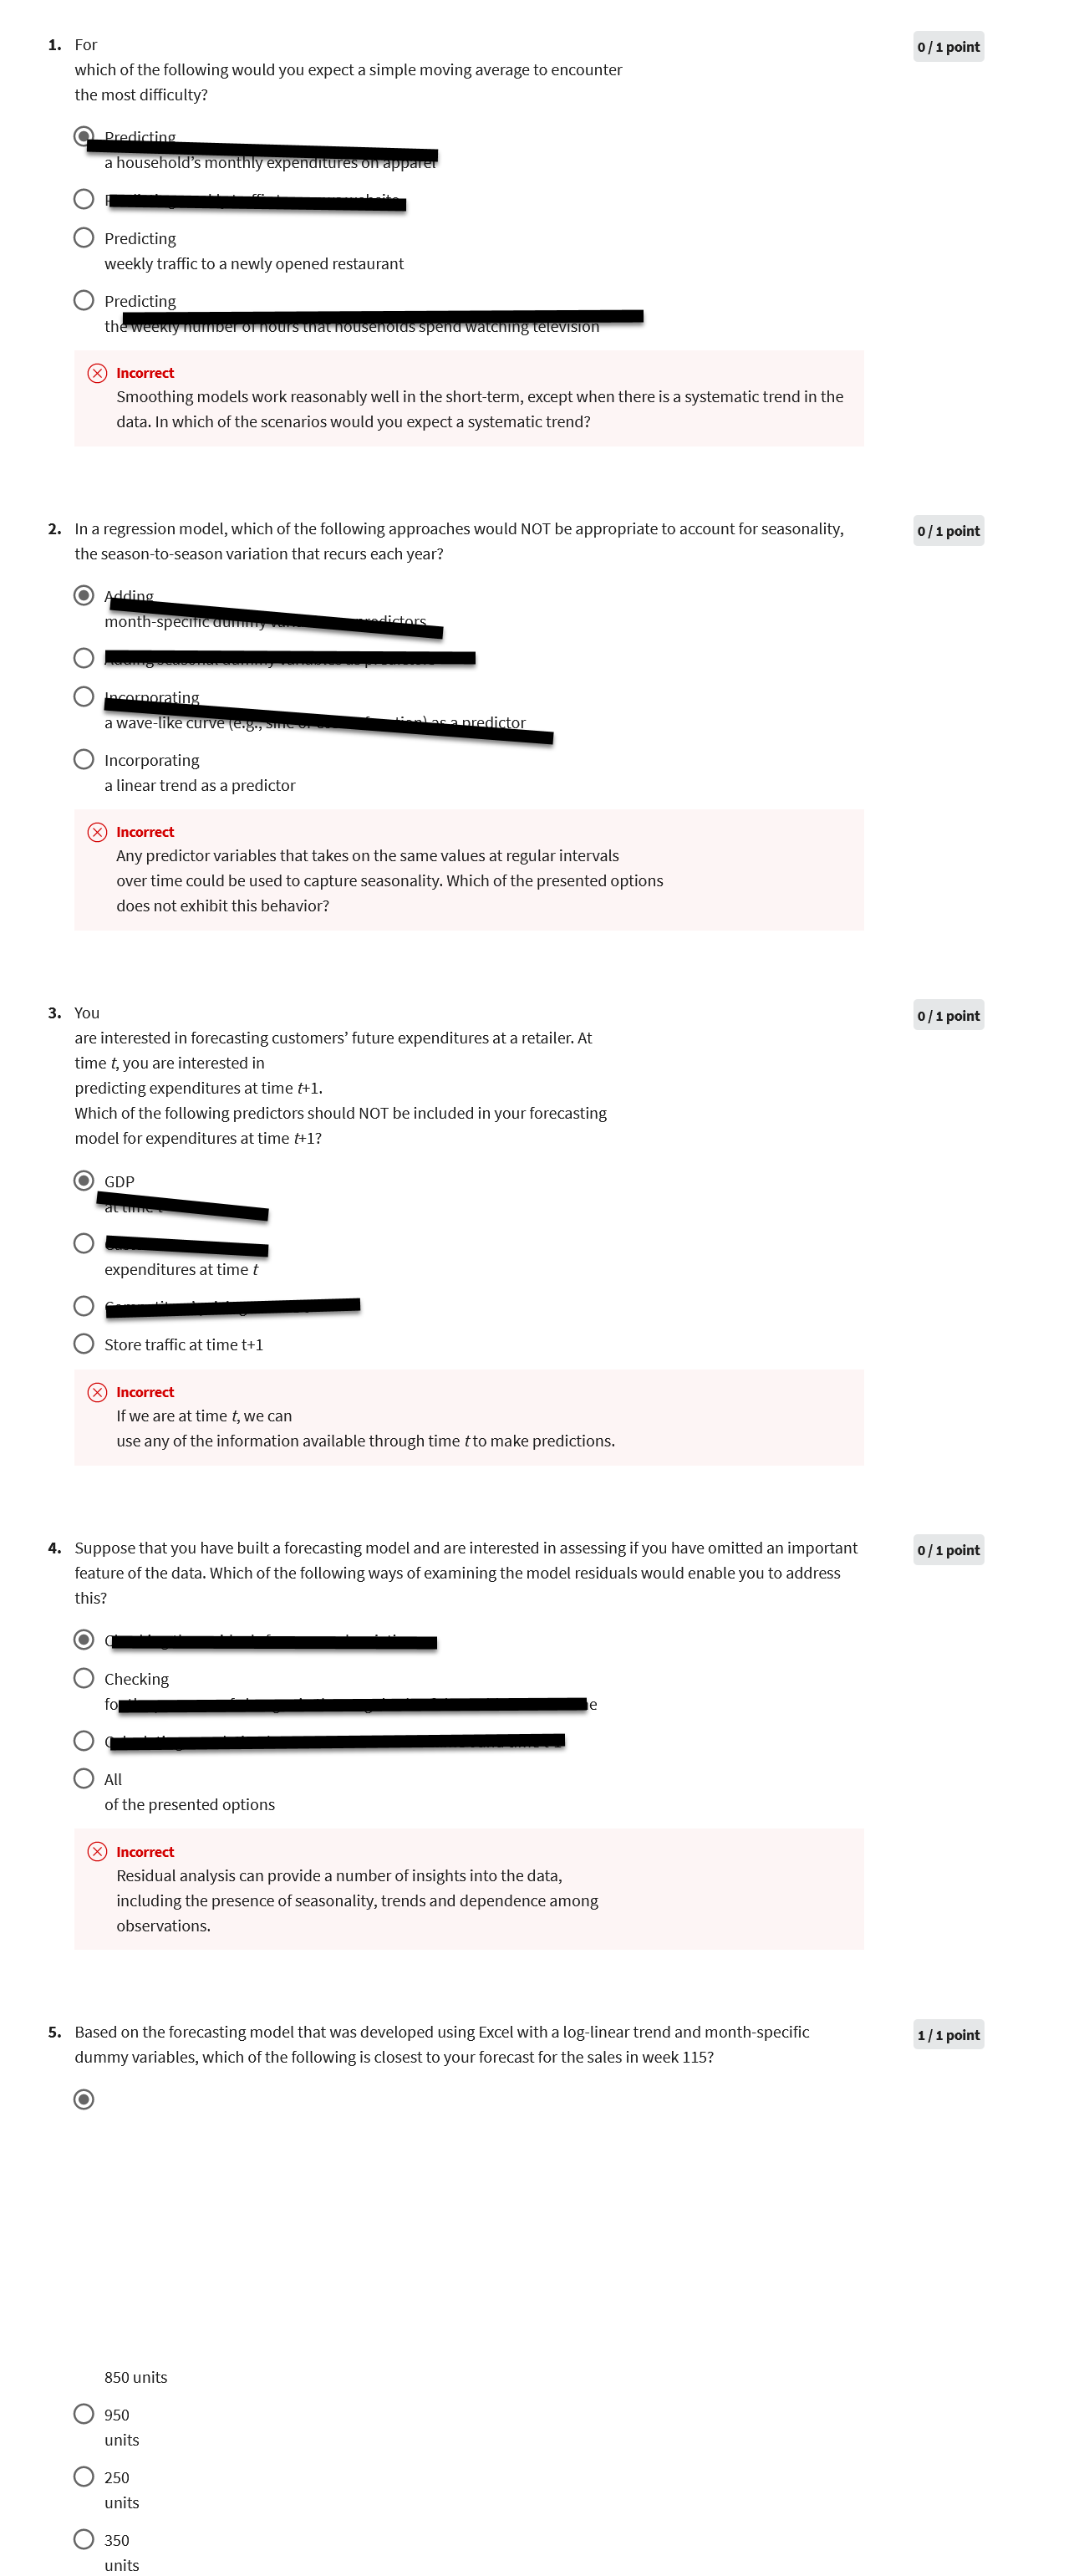 1. For
which of the following would you expect a simple moving average to encounter
the most difficulty?
0 / 1 point
Predicting
a household's monthly expenditures on apparel
Predicting
weekly traffic to a newly opened restaurant
Predicting
the weekly number of hours that households spend watching television
Incorrect
Smoothing models work reasonably well in the short-term, except when there is a systematic trend in the
data. In which of the scenarios would you expect a systematic trend?
2. In a regression model, which of the following approaches would NOT be appropriate to account for seasonality,
the season-to-season variation that recurs each year?
0 / 1 point
Adding
month-specific dummy predictors
Incorporating
a wave-like curve (e.g., sine as a predictor
Incorporating
a linear trend as a predictor
Incorrect
Any predictor variables that takes on the same values at regular intervals
over time could be used to capture seasonality. Which of the presented options
does not exhibit this behavior?
3. You
are interested in forecasting customers' future expenditures at a retailer. At
time t, you are interested in
predicting expenditures at time t+1.
Which of the following predictors should NOT be included in your forecasting
model for expenditures at time t+1?
0 / 1 point
GDP
at time t
expenditures at time t
Store traffic at time t+1
Incorrect
If we are at time t, we can
use any of the information available through time t to make predictions.
4. Suppose that you have built a forecasting model and are interested in assessing if you have omitted an important
feature of the data. Which of the following ways of examining the model residuals would enable you to address
this?
0 / 1 point
Checking
All
of the presented options
Incorrect
Residual analysis can provide a number of insights into the data,
including the presence of seasonality, trends and dependence among
observations.
5. Based on the forecasting model that was developed using Excel with a log-linear trend and month-specific
dummy variables, which of the following is closest to your forecast for the sales in week 115?
1 / 1 point
850 units
950
units
250
units
350
units